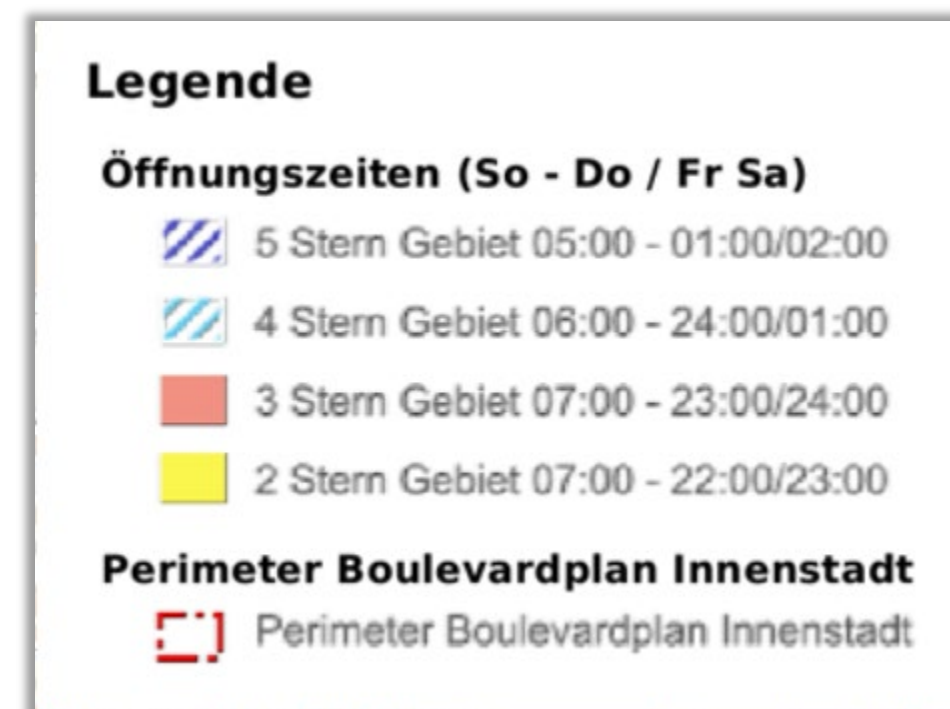 Legende
Öffnungszeiten (So - Do / Fr Sa)
5 Stern Gebiet 05:00 - 01:00/02:00
4 Stern Gebiet 06:00 - 24:00/01:00
3 Stern Gebiet 07:00 - 23:00/24:00
2 Stern Gebiet 07:00 - 22:00/23:00
Perimeter Boulevardplan Innenstadt
Perimeter Boulevardplan Innenstadt